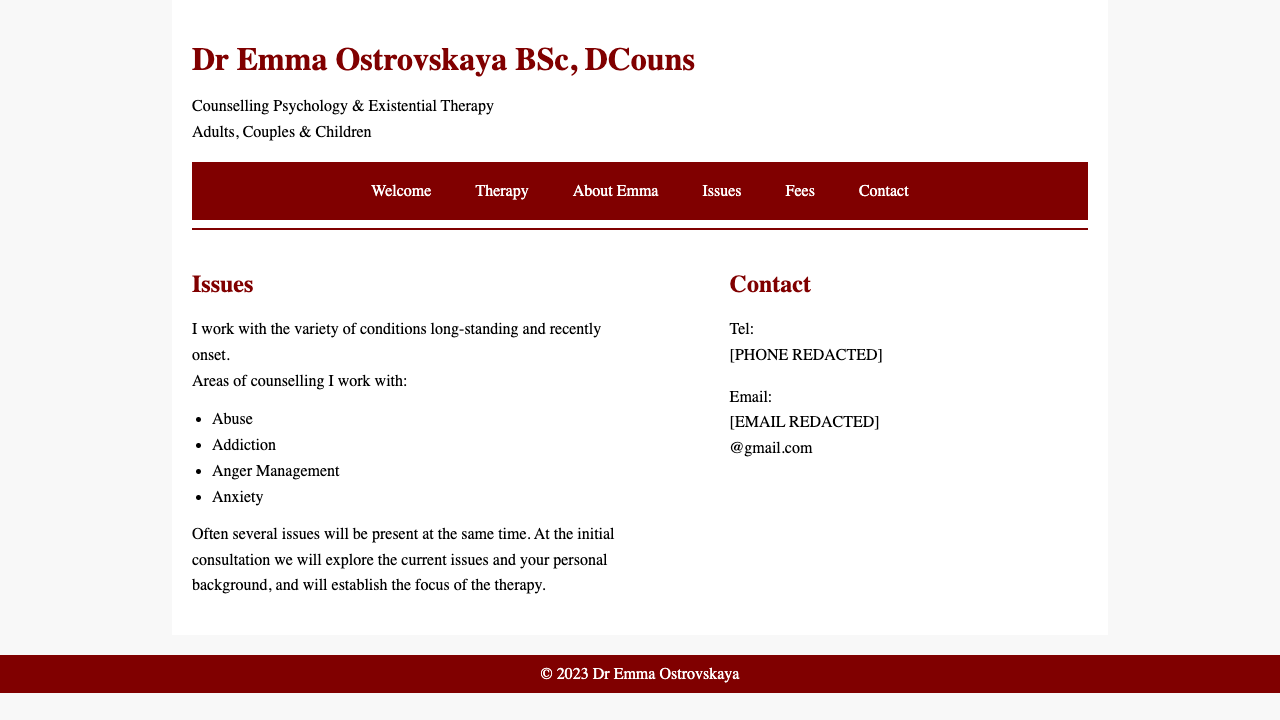 Dr Emma Ostrovskaya BSc, DCouns
Counselling Psychology & Existential Therapy
Adults, Couples & Children
Welcome Therapy About Emma Issues Fees Contact
Issues
I work with the variety of conditions long-standing and recently
onset.
Areas of counselling I work with:
• Abuse
• Addiction
• Anger Management
• Anxiety
Often several issues will be present at the same time. At the initial
consultation we will explore the current issues and your personal
background, and will establish the focus of the therapy.
Contact
Tel:
[PHONE REDACTED]
Email:
[EMAIL REDACTED]
@gmail.com
© 2023 Dr Emma Ostrovskaya